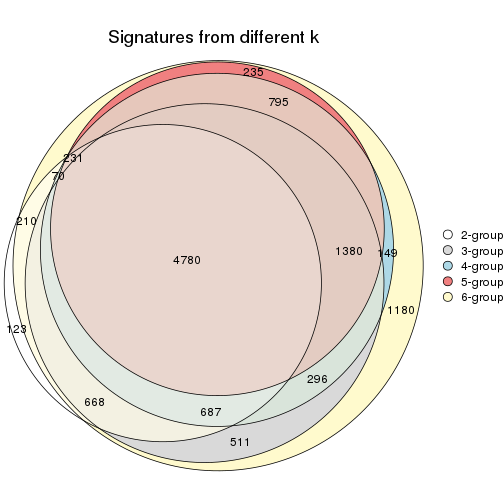 Signatures from different k
235
795
231
70
210
4780
1380
149
1180
123
296
668
687
511
2-group
3-group
4-group
5-group
6-group